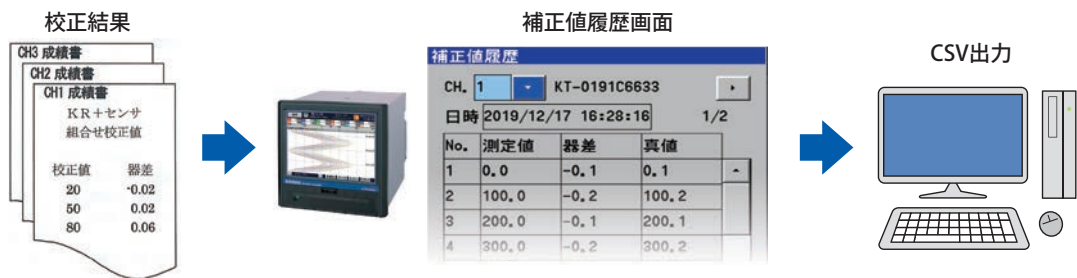 校正結果
CH3 成績書
CH2 成績書
CH1 成績書
KR+センサ
組合せ校正値
校正値 器差
20 -0.02
50 0.02
80 0.06
補正値履歴画面
補正値履歴
CH. 1 KT-0191C6633
日時 2019/12/17 16:28:16 1/2
No. 測定値 器差 真値
1 0.0 -0.1 0.1
2 100.0 -0.2 100.2
3 200.0 -0.1 200.1
4 300.0 -0.2 300.2
CSV出力